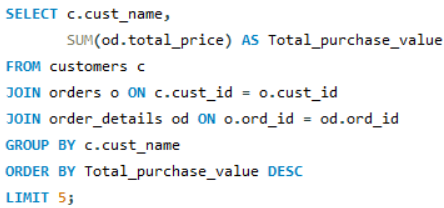 SELECT c.cust_name,
SUM(od.total_price) AS Total_purchase_value
FROM customers c
JOIN orders o ON c.cust_id = o.cust_id
JOIN order_details od ON o.ord_id = od.ord_id
GROUP BY c.cust_name
ORDER BY Total_purchase_value DESC
LIMIT 5;